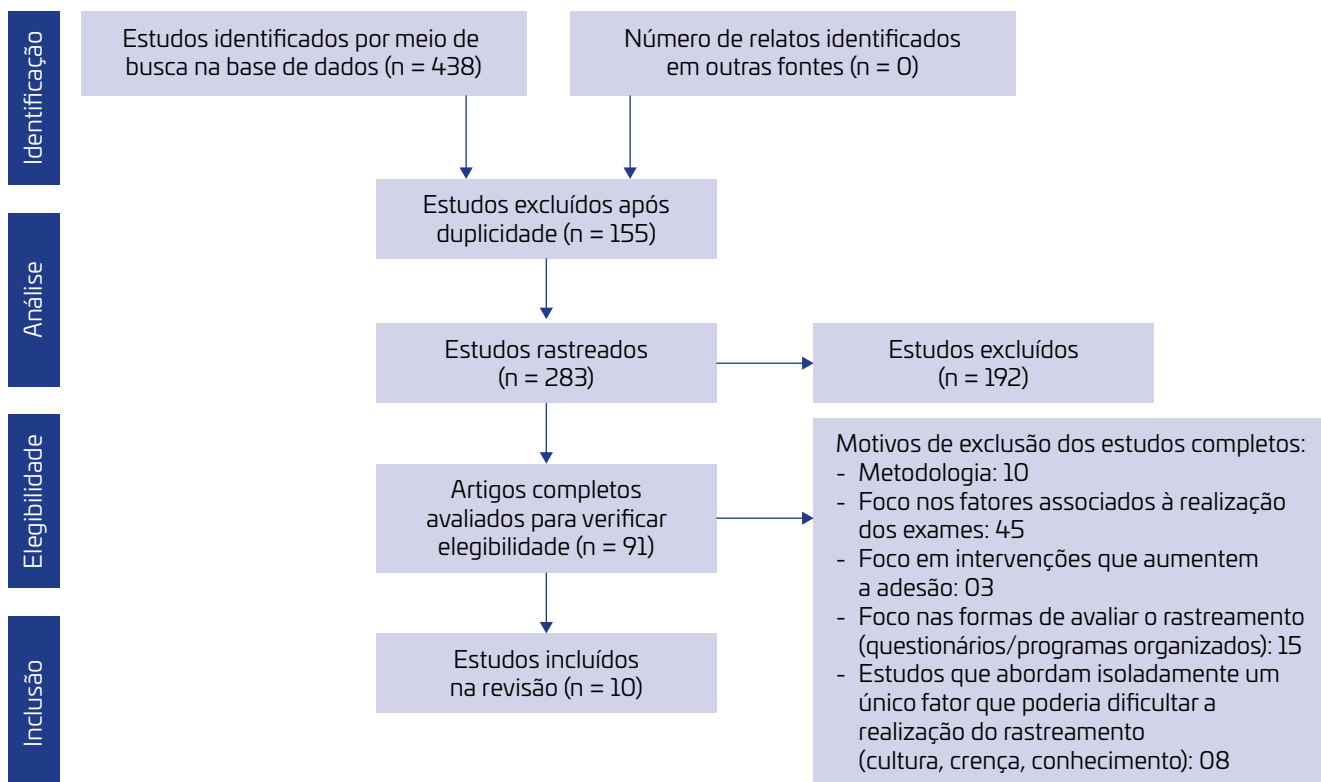 Identificação
Estudos identificados por meio de
busca na base de dados (n = 438)
Número de relatos identificados
em outras fontes (n = 0)
Estudos excluídos após
duplicidade (n = 155)
Análise
Estudos rastreados
(n = 283)
Estudos excluídos
(n = 192)
Elegibilidade
Artigos completos
avaliados para verificar
elegibilidade (n = 91)
Motivos de exclusão dos estudos completos:
- Metodologia: 10
- Foco nos fatores associados à realização
dos exames: 45
- Foco em intervenções que aumentem
a adesão: 03
- Foco nas formas de avaliar o rastreamento
(questionários/programas organizados): 15
- Estudos que abordam isoladamente um
único fator que poderia dificultar a
realização do rastreamento
(cultura, crença, conhecimento): 08
Inclusão
Estudos incluídos
na revisão (n = 10)